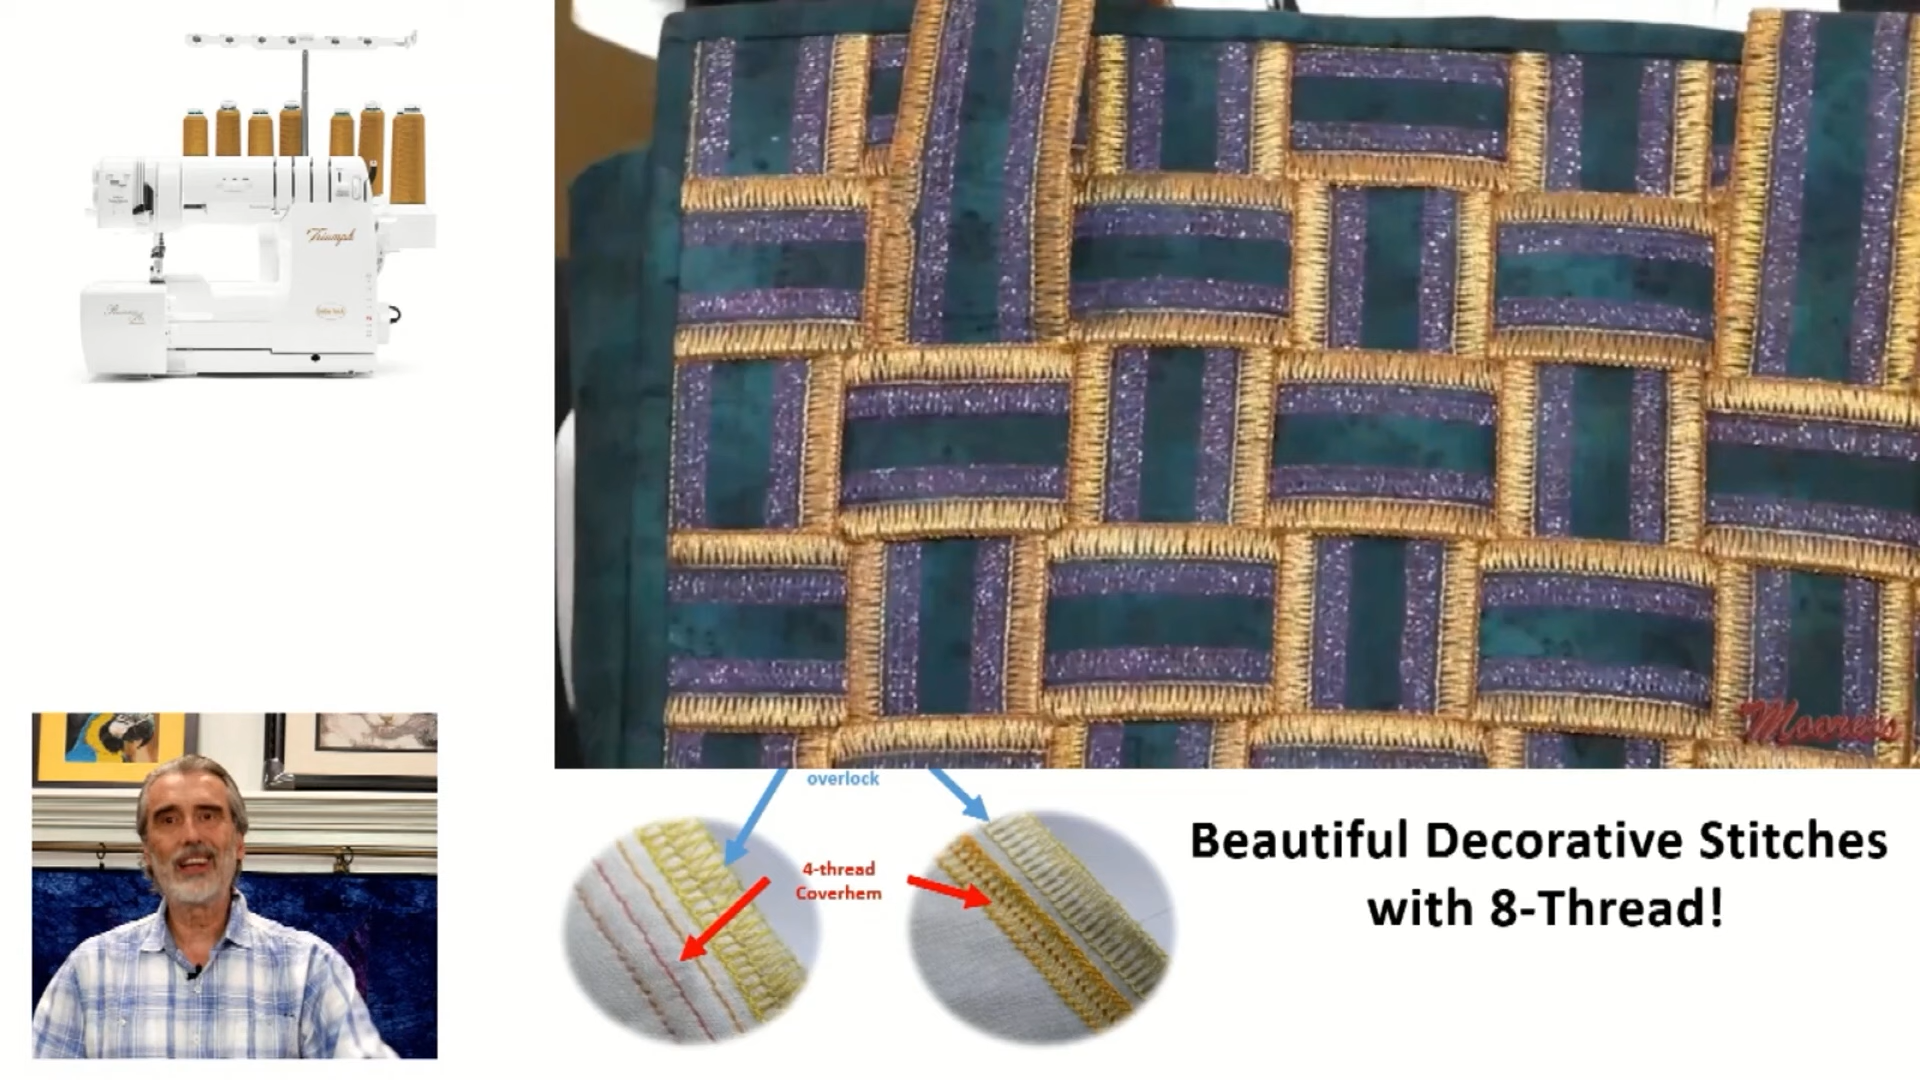 Triumph
Moore's
overlock
4-thread
Coverhem
Beautiful Decorative Stitches
with 8-Thread!